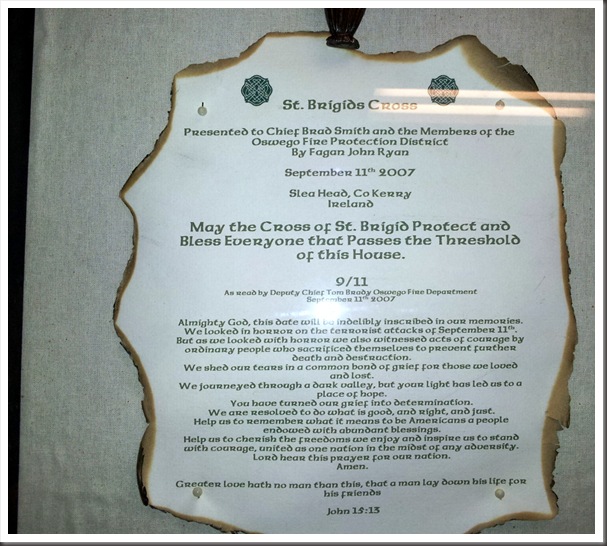 St. Brigids Cross
Presented to Chief Brad Smith and the Members of the
Oswego Fire Protection District
By Fagan John Ryan
September 11th 2007
Slea Head, Co Kerry
Ireland
May the Cross of St. Brigid Protect and
Bless Everyone that Passes the Threshold
of this House.
9/11
As read by Deputy Chief Tom Brady Oswego Fire Department
September 11th 2007
Almighty God, this date will be indelibly inscribed in our memories.
We looked in horror on the terrorist attacks of September 11th.
But as we looked with horror we also witnessed acts of courage by
ordinary people who sacrificed themselves to prevent further
death and destruction.
We shed our tears in a common bond of grief for those we loved
and lost.
We journeyed through a dark valley, but your light has led us to a
place of hope.
You have turned our grief into determination.
We are resolved to do what is good, and right, and just.
Help us to remember what it means to be Americans a people
endowed with abundant blessings.
Help us to cherish the freedoms we enjoy and inspire us to stand
with courage, united as one nation in the midst of any adversity.
Lord hear this prayer for our nation.
Amen.
Greater love hath no man than this, that a man lay down his life for
his friends
John 15:13